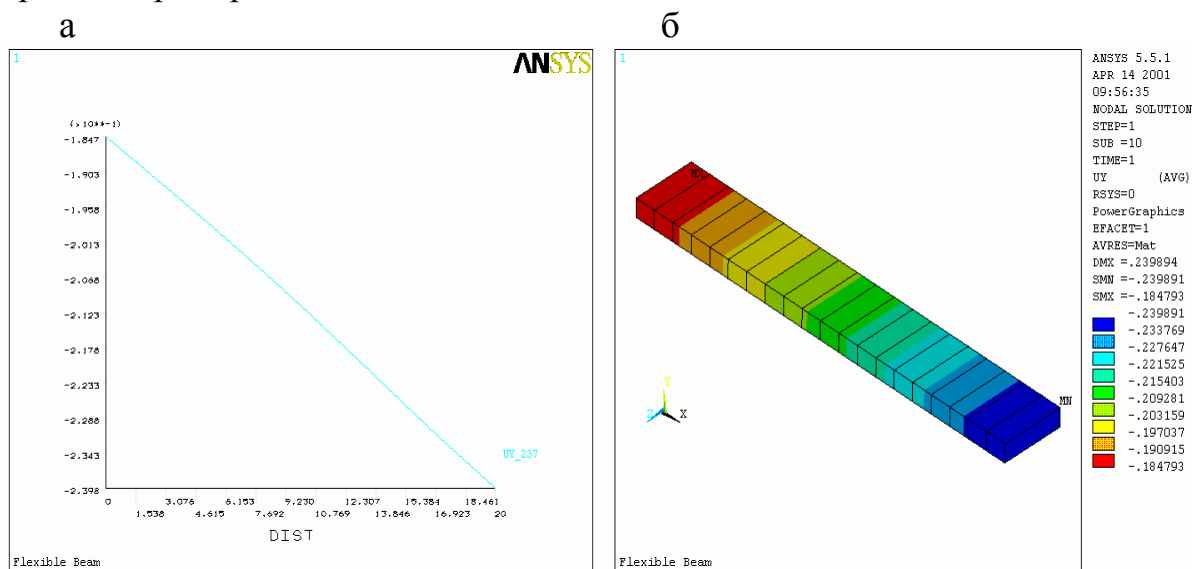 а
б
1
ANSYS
(x10**-1)
-1.847
-1.903
-1.958
-2.013
-2.068
-2.123
-2.178
-2.233
-2.288
-2.343
-2.398
UY_237
0 3.076 6.153 9.230 12.307 15.384 18.461
1.538 4.615 7.692 10.769 13.846 16.923 20
DIST
Flexible Beam
1
MX
MN
Y
Z X
Flexible Beam
ANSYS 5.5.1
APR 14 2001
09:56:35
NODAL SOLUTION
STEP=1
SUB =10
TIME=1
UY (AVG)
RSYS=0
PowerGraphics
EFACET=1
AVRES=Mat
DMX =.239894
SMN =-.239891
SMX =-.184793
-.239891
-.233769
-.227647
-.221525
-.215403
-.209281
-.203159
-.197037
-.190915
-.184793